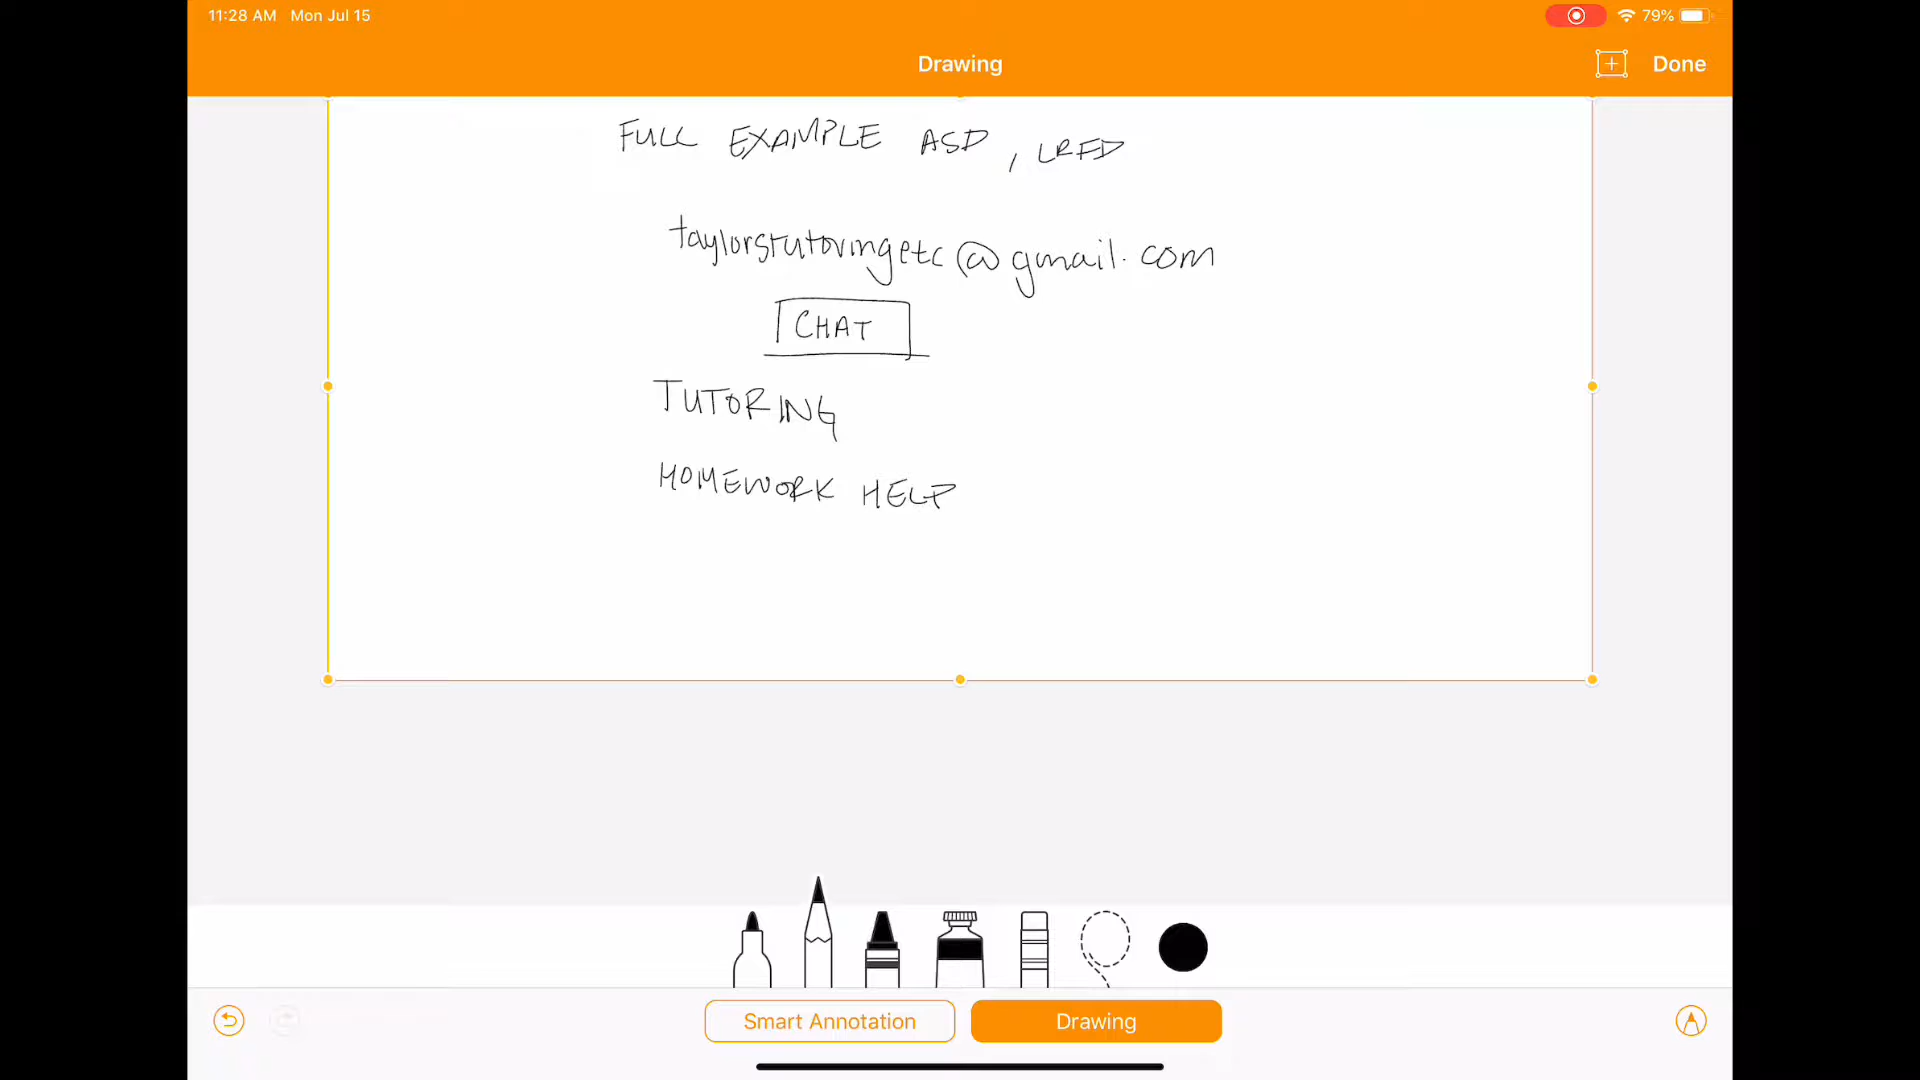 11:28 AM Mon Jul 15 79%
Drawing Done
FULL EXAMPLE ASD, LRFD
taylorstutoringetc@gmail.com
CHAT
TUTORING
HOMEWORK HELP
Smart Annotation Drawing